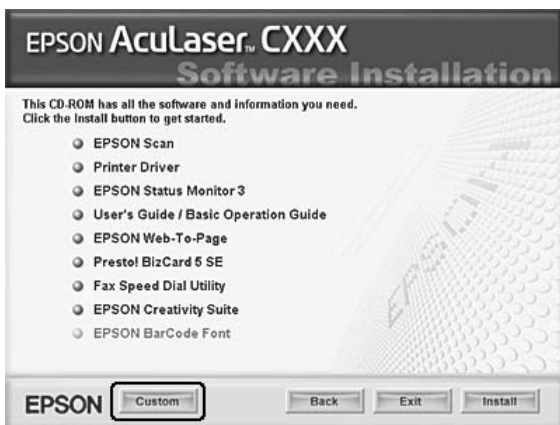 EPSON AcuLaser™ CXXX
Software Installation
This CD-ROM has all the software and information you need.
Click the Install button to get started.
EPSON Scan
Printer Driver
EPSON Status Monitor 3
User's Guide / Basic Operation Guide
EPSON Web-To-Page
Presto! BizCard 5 SE
Fax Speed Dial Utility
EPSON Creativity Suite
EPSON BarCode Font
EPSON
EPSON Custom Back Exit Install